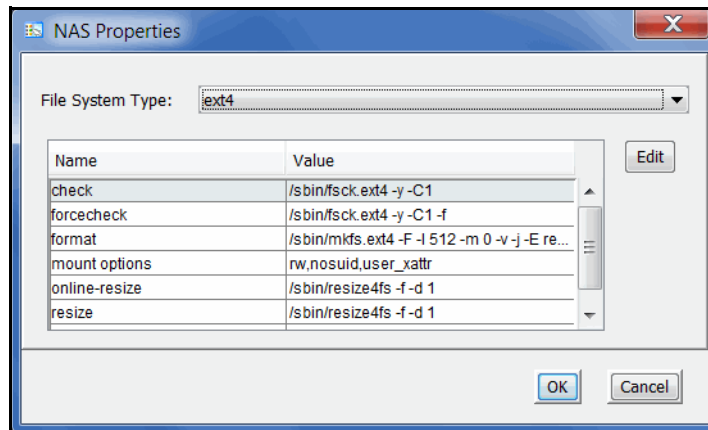 NAS Properties
File System Type: ext4
Name Value
Edit
check /sbin/fsck.ext4 -y -C1
forcecheck /sbin/fsck.ext4 -y -C1 -f
format /sbin/mkfs.ext4 -F -I 512 -m 0 -v -j -E re...
mount options rw,nosuid,user_xattr
online-resize /sbin/resize4fs -f -d 1
resize /sbin/resize4fs -f -d 1
OK Cancel